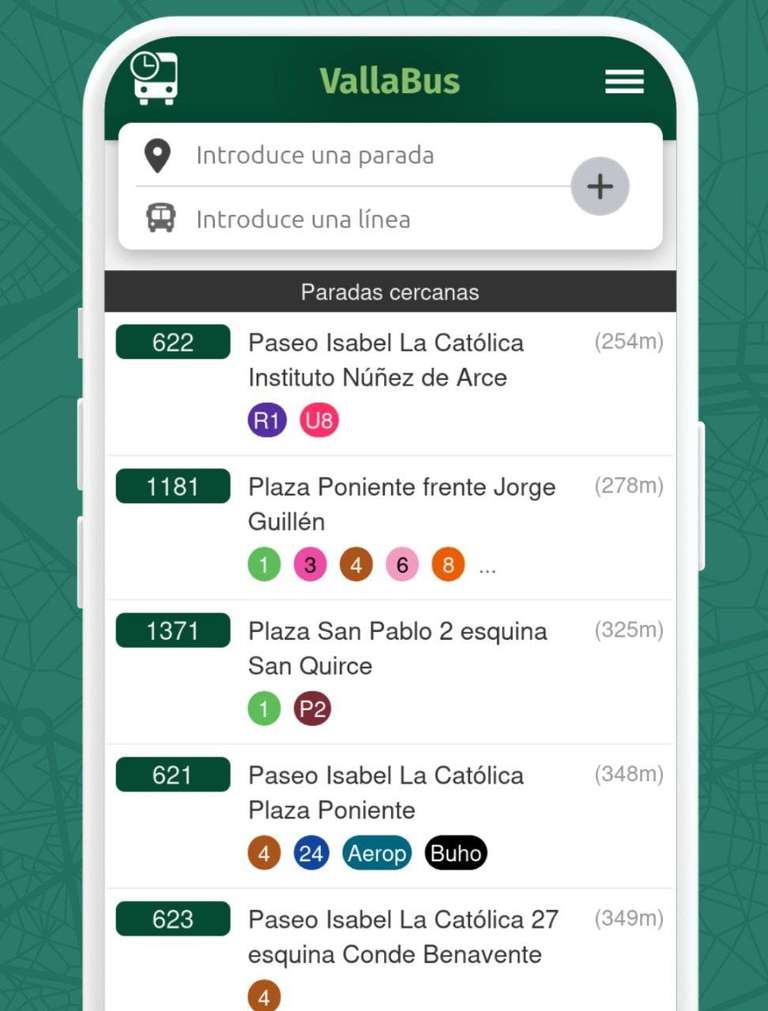 VallaBus
Introduce una parada
Introduce una línea
Paradas cercanas
622 Paseo Isabel La Católica (254m)
Instituto Núñez de Arce
R1 U8
1181 Plaza Poniente frente Jorge (278m)
Guillén
1 3 4 6 8 ...
1371 Plaza San Pablo 2 esquina (325m)
San Quirce
1 P2
621 Paseo Isabel La Católica (348m)
Plaza Poniente
4 24 Aerop Buho
623 Paseo Isabel La Católica 27 (349m)
esquina Conde Benavente
4